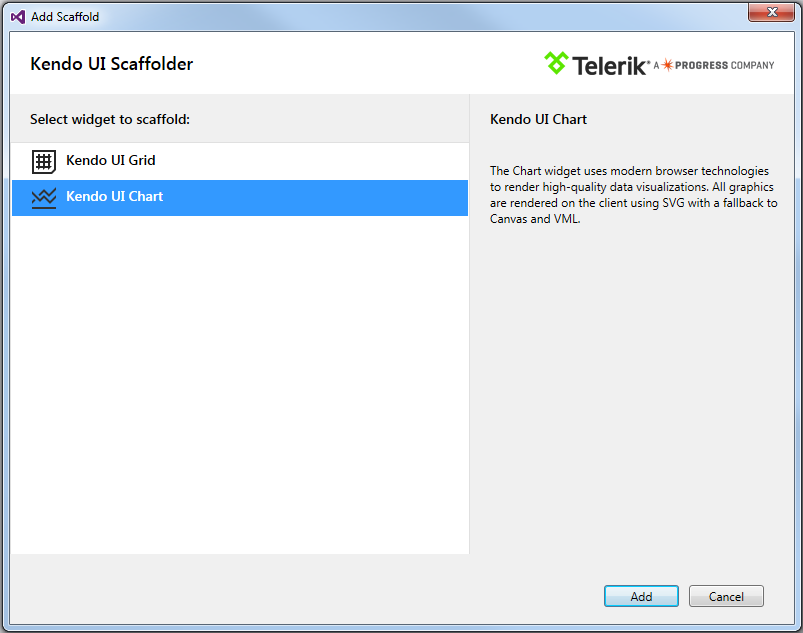 Add Scaffold
Kendo UI Scaffolder
Telerik A PROGRESS COMPANY
Select widget to scaffold:
Kendo UI Grid
Kendo UI Chart
Kendo UI Chart
The Chart widget uses modern browser technologies
to render high-quality data visualizations. All graphics
are rendered on the client using SVG with a fallback to
Canvas and VML.
Add
Cancel